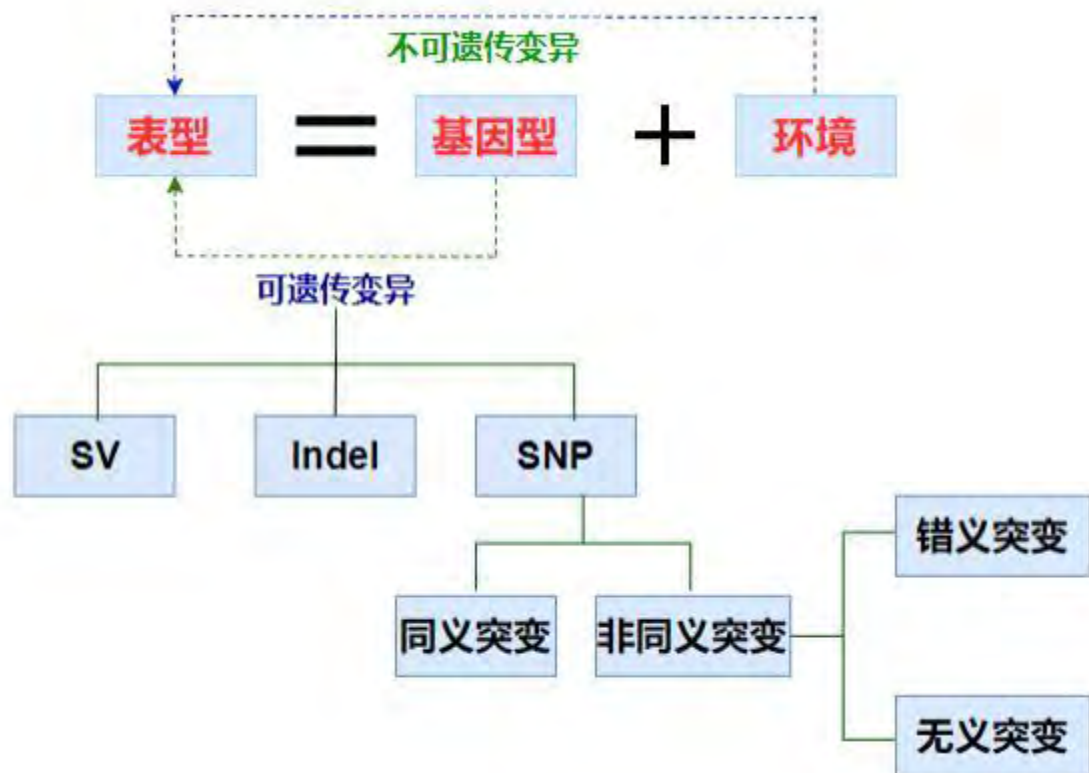 不可遗传变异
表型 = 基因型 + 环境
可遗传变异
SV Indel SNP
错义突变
同义突变 非同义突变
无义突变